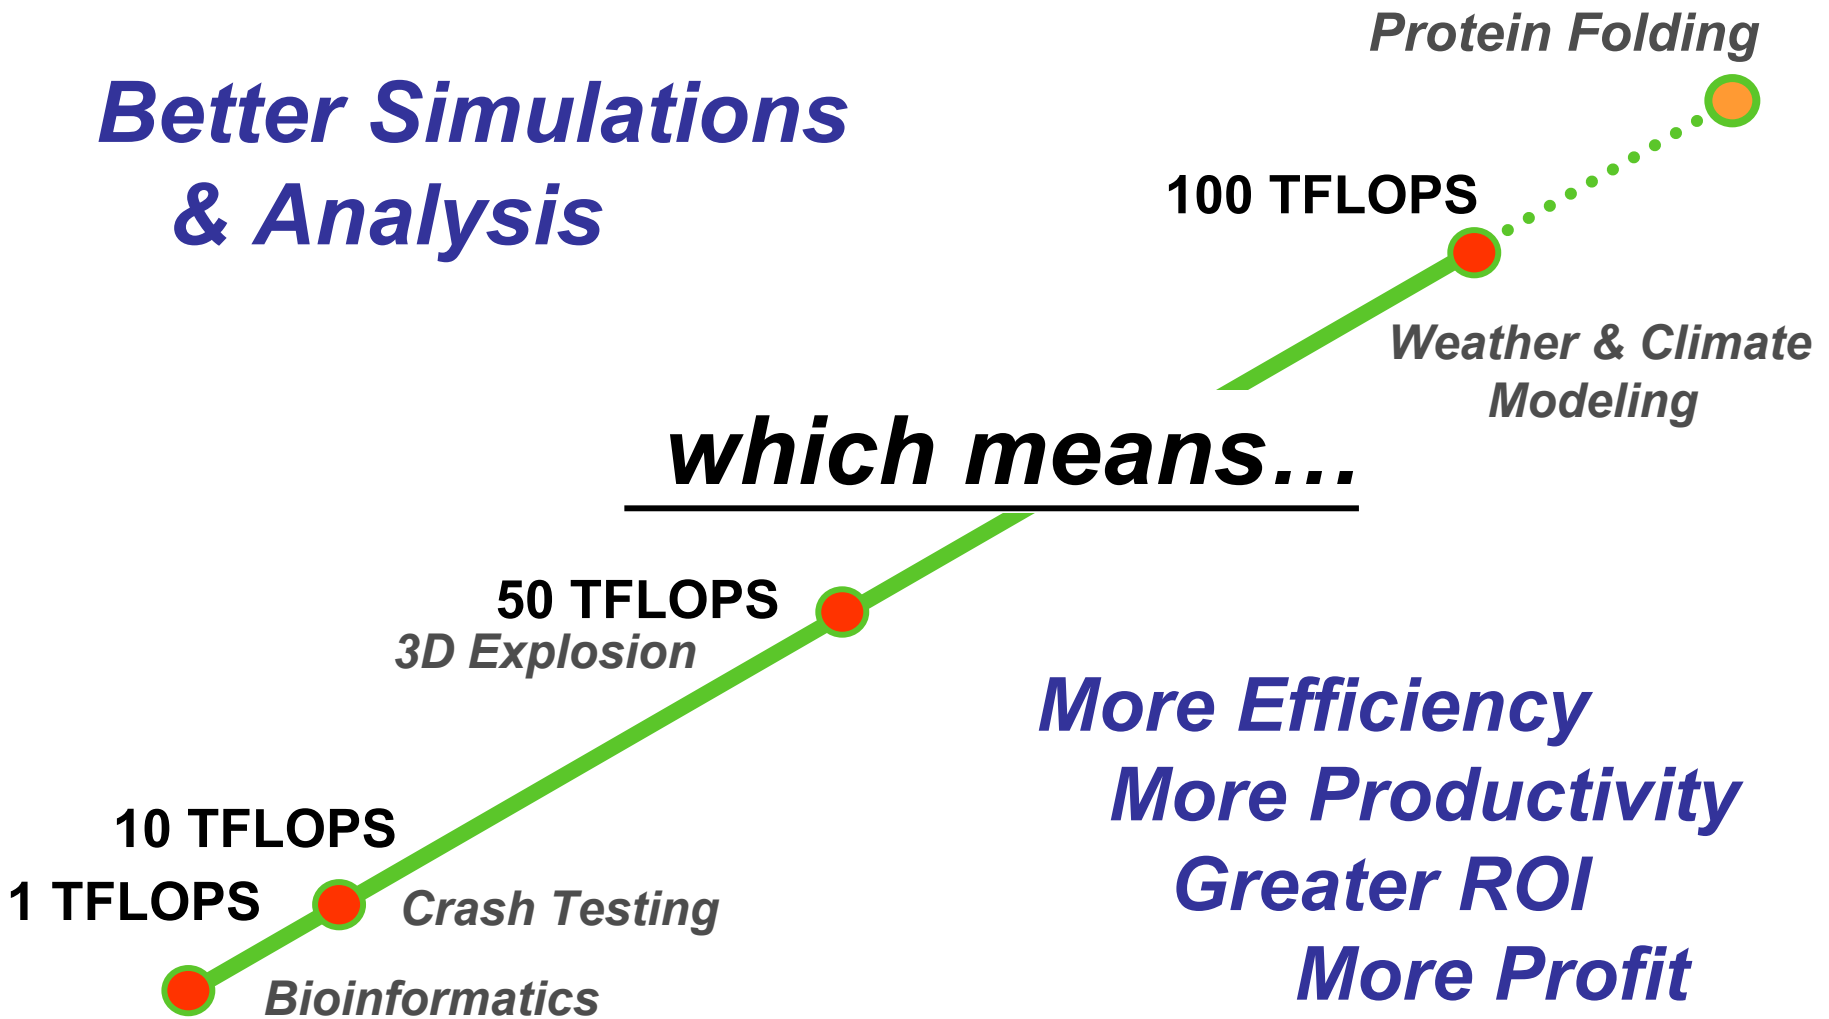 Protein Folding
Better Simulations
& Analysis
100 TFLOPS
Weather & Climate
Modeling
which means…
50 TFLOPS
3D Explosion
More Efficiency
More Productivity
Greater ROI
More Profit
10 TFLOPS
1 TFLOPS
Crash Testing
Bioinformatics